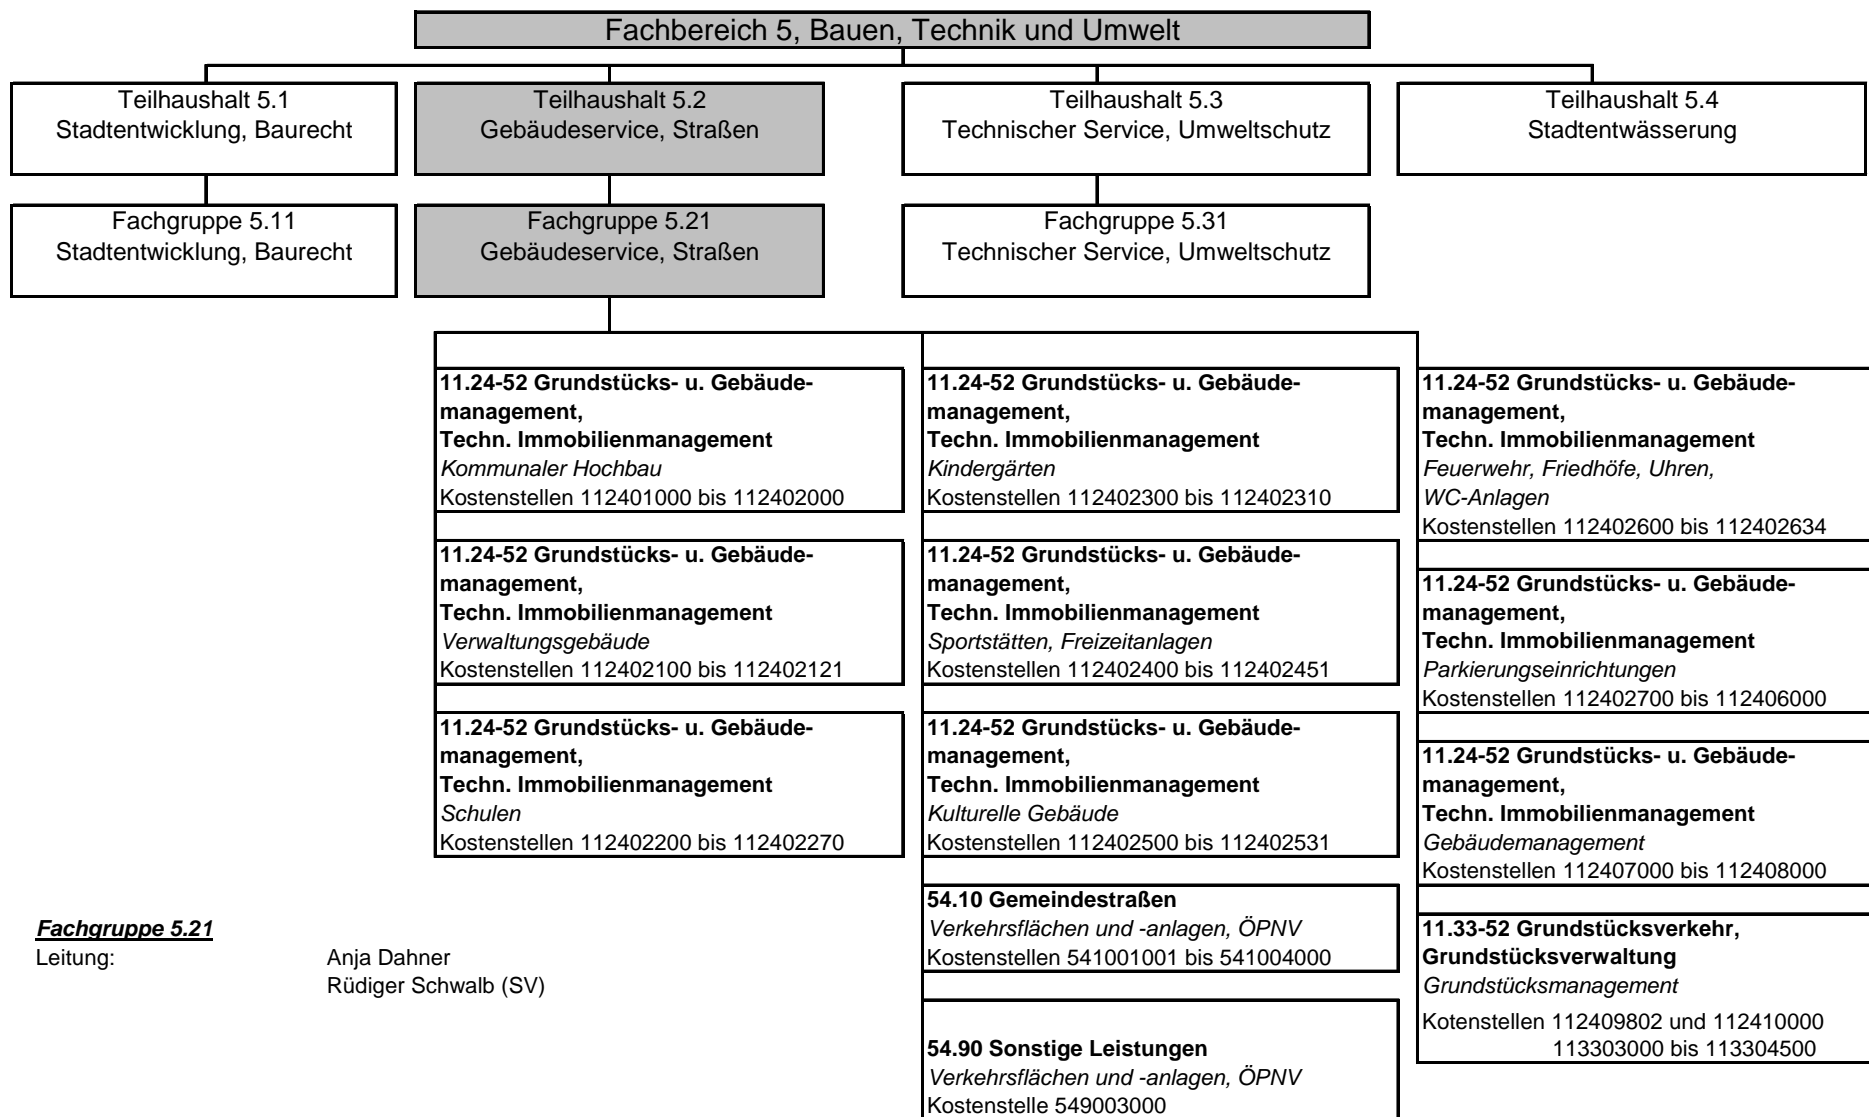 Fachbereich 5, Bauen, Technik und Umwelt
Teilhaushalt 5.1
Stadtentwicklung, Baurecht
Teilhaushalt 5.2
Gebäudeservice, Straßen
Teilhaushalt 5.3
Technischer Service, Umweltschutz
Teilhaushalt 5.4
Stadtentwässerung
Fachgruppe 5.11
Stadtentwicklung, Baurecht
Fachgruppe 5.21
Gebäudeservice, Straßen
Fachgruppe 5.31
Technischer Service, Umweltschutz
11.24-52 Grundstücks- u. Gebäude-
management,
Techn. Immobilienmanagement
Kommunaler Hochbau
Kostenstellen 112401000 bis 112402000
11.24-52 Grundstücks- u. Gebäude-
management,
Techn. Immobilienmanagement
Verwaltungsgebäude
Kostenstellen 112402100 bis 112402121
11.24-52 Grundstücks- u. Gebäude-
management,
Techn. Immobilienmanagement
Schulen
Kostenstellen 112402200 bis 112402270
11.24-52 Grundstücks- u. Gebäude-
management,
Techn. Immobilienmanagement
Kindergärten
Kostenstellen 112402300 bis 112402310
11.24-52 Grundstücks- u. Gebäude-
management,
Techn. Immobilienmanagement
Sportstätten, Freizeitanlagen
Kostenstellen 112402400 bis 112402451
11.24-52 Grundstücks- u. Gebäude-
management,
Techn. Immobilienmanagement
Kulturelle Gebäude
Kostenstellen 112402500 bis 112402531
54.10 Gemeindestraßen
Verkehrsflächen und -anlagen, ÖPNV
Kostenstellen 541001001 bis 541004000
54.90 Sonstige Leistungen
Verkehrsflächen und -anlagen, ÖPNV
Kostenstelle 549003000
11.24-52 Grundstücks- u. Gebäude-
management,
Techn. Immobilienmanagement
Feuerwehr, Friedhöfe, Uhren,
WC-Anlagen
Kostenstellen 112402600 bis 112402634
11.24-52 Grundstücks- u. Gebäude-
management,
Techn. Immobilienmanagement
Parkierungseinrichtungen
Kostenstellen 112402700 bis 112406000
11.24-52 Grundstücks- u. Gebäude-
management,
Techn. Immobilienmanagement
Gebäudemanagement
Kostenstellen 112407000 bis 112408000
11.33-52 Grundstücksverkehr,
Grundstücksverwaltung
Grundstücksmanagement
Kotenstellen 112409802 und 112410000
113303000 bis 113304500
Fachgruppe 5.21
Leitung: Anja Dahner
Rüdiger Schwalb (SV)